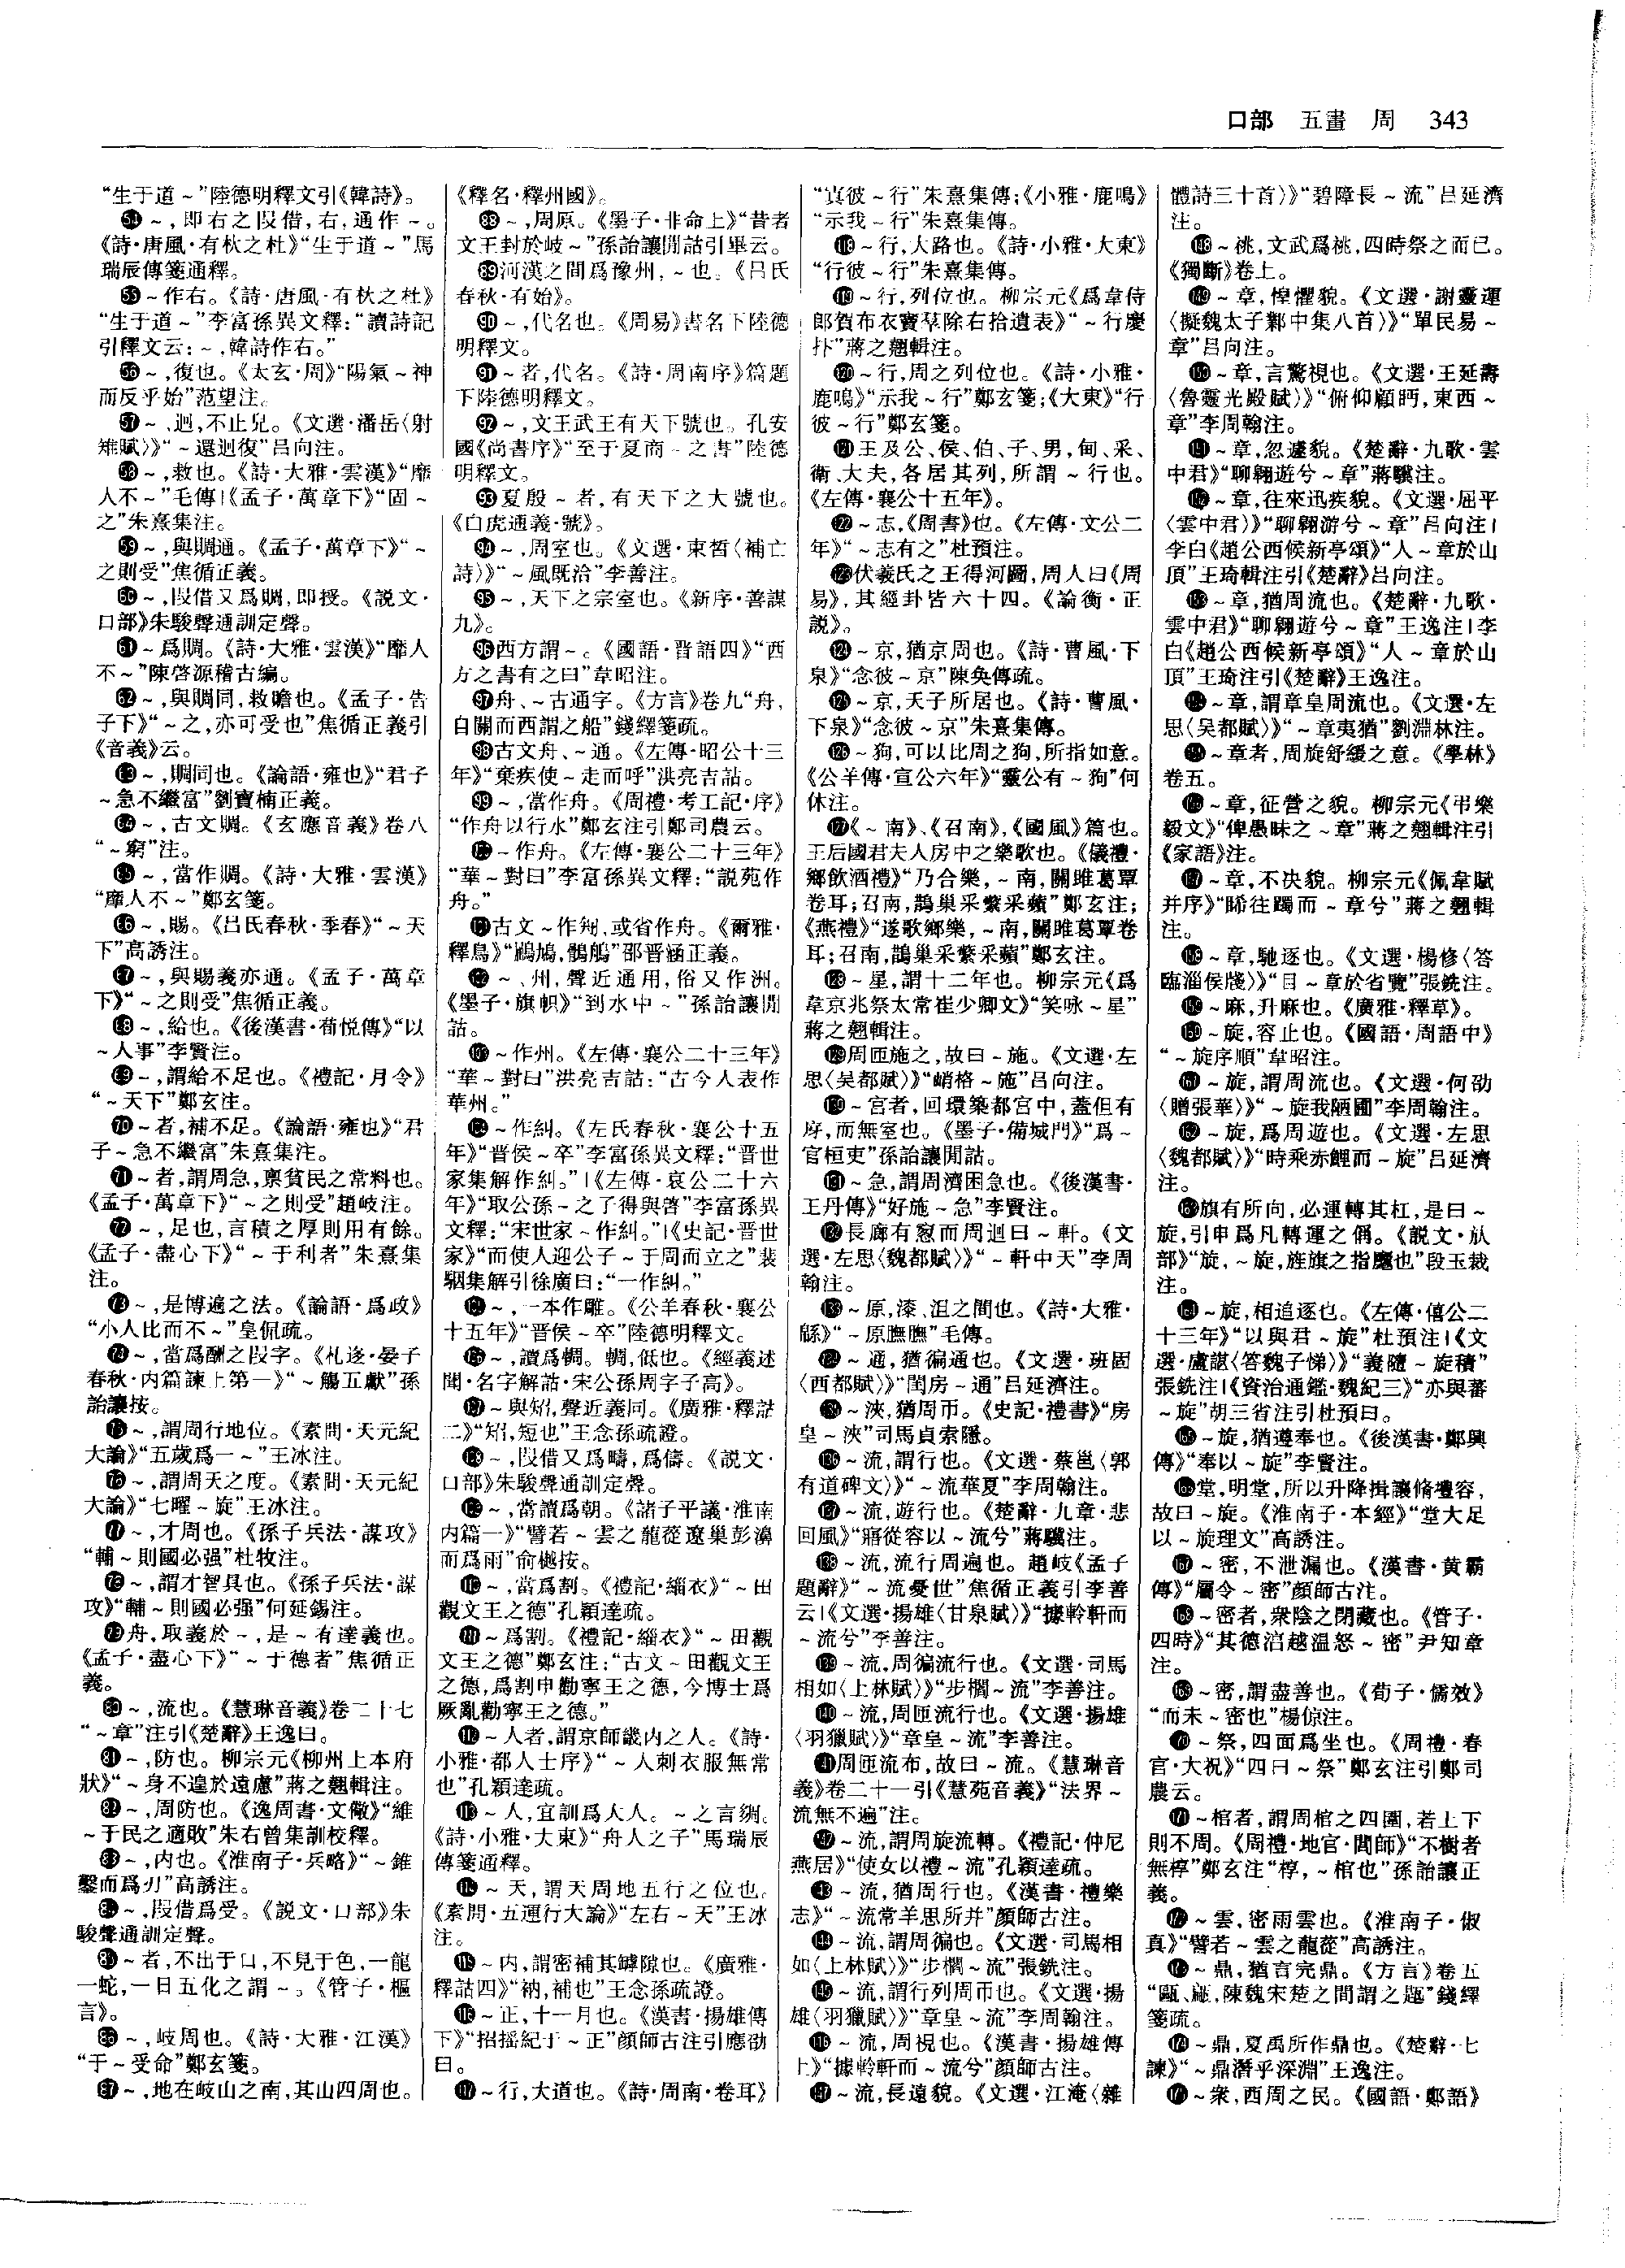 口部 五畫 周 343
“生于道～”陸德明釋文引《韓詩》。
54～,即右之叚借,右,通作～。
《詩·唐風·有杕之杜》“生于道～”馬
瑞辰傳箋通釋。
55～作右。《詩·唐風·有杕之杜》
“生于道～”李富孫異文釋:“讀詩記
引釋文云:～,韓詩作右。”
56～,復也。《太玄·周》“陽氣～神
而反乎始”范望注。
57～、迴,不止皃。《文選·潘岳〈射
雉賦〉》“～還迴復”呂向注。
58～,救也。《詩·大雅·雲漢》“靡
人不～”毛傳|《孟子·萬章下》“固～
之”朱熹集注。
59～,與賙通。《孟子·萬章下》“～
之則受”焦循正義。
60～,叚借又爲賙,即授。《說文·
口部》朱駿聲通訓定聲。
61～爲賙。《詩·大雅·雲漢》“靡人
不～”陳啓源稽古編。
62～,與賙同,救贍也。《孟子·告
子下》“～之,亦可受也”焦循正義引
《音義》云。
63～,賙同也。《論語·雍也》“君子
～急不繼富”劉寶楠正義。
64～,古文賙。《玄應音義》卷八
“～窮”注。
65～,當作賙。《詩·大雅·雲漢》
“靡人不～”鄭玄箋。
66～,賜。《呂氏春秋·季春》“～天
下”高誘注。
67～,與賜義亦通。《孟子·萬章
下》“～之則受”焦循正義。
68～,給也。《後漢書·荀悦傳》“以
～人事”李賢注。
69～,謂給不足也。《禮記·月令》
“～天下”鄭玄注。
70～者,補不足。《論語·雍也》“君
子～急不繼富”朱熹集注。
71～者,謂周急,禀貧民之常料也。
《孟子·萬章下》“～之則受”趙岐注。
72～,足也,言積之厚則用有餘。
《孟子·盡心下》“～于利者”朱熹集
注。
73～,是博遍之法。《論語·爲政》
“小人比而不～”皇侃疏。
74～,當爲酬之叚字。《札迻·晏子
春秋·内篇諫上第一》“～觴五獻”孫
詒讓按。
75～,謂周行地位。《素問·天元紀
大論》“五歲爲一～”王冰注。
76～,謂周天之度。《素問·天元紀
大論》“七曜～旋”王冰注。
77～,才周也。《孫子兵法·謀攻》
“輔～則國必强”杜牧注。
78～,謂才智具也。《孫子兵法·謀
攻》“輔～則國必强”何延錫注。
79舟,取義於～,是～有達義也。
《孟子·盡心下》“～于德者”焦循正
義。
80～,流也。《慧琳音義》卷二十七
“～章”注引《楚辭》王逸曰。
81～,防也。柳宗元《柳州上本府
狀》“～身不遑於遠慮”蔣之翹輯注。
82～,周防也。《逸周書·文儆》“維
～于民之適敗”朱右曾集訓校釋。
83～,内也。《淮南子·兵略》“～錐
鑿而爲刃”高誘注。
84～,叚借爲受。《說文·口部》朱
駿聲通訓定聲。
85～者,不出于口,不見于色,一龍
一蛇,一日五化之謂～。《管子·樞
言》。
86～,岐周也。《詩·大雅·江漢》
“于～受命”鄭玄箋。
87～,地在岐山之南,其山四周也。
《釋名·釋州國》。
88～,周原。《墨子·非命上》“昔者
文王封於岐～”孫詒讓閒詁引畢云。
89河漢之間爲豫州,～也。《呂氏
春秋·有始》。
90～,代名也。《周易》書名下陸德
明釋文。
91～者,代名。《詩·周南序》篇題
下陸德明釋文。
92～,文王武王有天下號也。孔安
國《尚書序》“至于夏商～之書”陸德
明釋文。
93夏殷～者,有天下之大號也。
《白虎通義·號》。
94～,周室也。《文選·束皙〈補亡
詩〉》“～風既洽”李善注。
95～,天下之宗室也。《新序·善謀
九》。
96西方謂～。《國語·晉語四》“西
方之書有之曰”韋昭注。
97舟、～古通字。《方言》卷九“舟,
自關而西謂之船”錢繹箋疏。
98古文舟、～通。《左傳·昭公十三
年》“棄疾使～走而呼”洪亮吉詁。
99～,當作舟。《周禮·考工記·序》
“作舟以行水”鄭玄注引鄭司農云。
100～作舟。《左傳·襄公二十三年》
“華～對曰”李富孫異文釋:“説苑作
舟。”
101古文～作𠣘,或省作舟。《爾雅·
釋鳥》“鶌鳩,鶻鵃”邵晋涵正義。
102～、州,聲近通用,俗又作洲。
《墨子·旗幟》“到水中～”孫詒讓閒
詁。
103～作州。《左傳·襄公二十三年》
“華～對曰”洪亮吉詁:“古今人表作
華州。”
104～作糾。《左氏春秋·襄公十五
年》“晋侯～卒”李富孫異文釋:“晋世
家集解作糾。”|《左傳·哀公二十六
年》“取公孫～之子得與啓”李富孫異
文釋:“宋世家～作糾。”|《史記·晋世
家》“而使人迎公子～于周而立之”裴
駰集解引徐廣曰:“一作糾。”
105～,一本作雕。《公羊春秋·襄公
十五年》“晋侯～卒”陸德明釋文。
106～,讀爲輖。輖,低也。《經義述
聞·名字解詁·宋公孫周字子高》。
107～與𥏾,聲近義同。《廣雅·釋詁
二》“𥏾,短也”王念孫疏證。
108～,叚借又爲疇,爲儔。《說文·
口部》朱駿聲通訓定聲。
109～,當讀爲朝。《諸子平議·淮南
内篇一》“譬若～雲之蘢蓯遼巢彭濞
而爲雨”俞樾按。
110～,當爲割。《禮記·緇衣》“～田
觀文王之德”孔穎達疏。
111～爲割。《禮記·緇衣》“～田觀
文王之德”鄭玄注:“古文～田觀文王
之德,爲割申勸寧王之德,今博士爲
厥亂勸寧王之德。”
112～人者,謂京師畿内之人。《詩·
小雅·都人士序》“～人刺衣服無常
也”孔穎達疏。
113～人,宜訓爲大人。～之言綢。
《詩·小雅·大東》“舟人之子”馬瑞辰
傳箋通釋。
114～天,謂天周地五行之位也。
《素問·五運行大論》“左右～天”王冰
注。
115～内,謂密補其罅隙也。《廣雅·
釋詁四》“衲,補也”王念孫疏證。
116～正,十一月也。《漢書·揚雄傳
下》“招摇紀于～正”顔師古注引應劭
曰。
117～行,大道也。《詩·周南·卷耳》
“寘彼～行”朱熹集傳;《小雅·鹿鳴》
“示我～行”朱熹集傳。
118～行,大路也。《詩·小雅·大東》
“行彼～行”朱熹集傳。
119～行,列位也。柳宗元《爲韋侍
郎賀布衣竇羣除右拾遺表》“～行慶
抃”蔣之翹輯注。
120～行,周之列位也。《詩·小雅·
鹿鳴》“示我～行”鄭玄箋;《大東》“行
彼～行”鄭玄箋。
121王及公、侯、伯、子、男,甸、采、
衛、大夫,各居其列,所謂～行也。
《左傳·襄公十五年》。
122～志,《周書》也。《左傳·文公二
年》“～志有之”杜預注。
123伏羲氏之王得河圖,周人曰《周
易》,其經卦皆六十四。《論衡·正
説》。
124～京,猶京周也。《詩·曹風·下
泉》“念彼～京”陳奂傳疏。
125～京,天子所居也。《詩·曹風·
下泉》“念彼～京”朱熹集傳。
126～狗,可以比周之狗,所指如意。
《公羊傳·宣公六年》“靈公有～狗”何
休注。
127《～南》、《召南》,《國風》篇也。
王后國君夫人房中之樂歌也。《儀禮·
鄉飲酒禮》“乃合樂,～南,關雎葛覃
卷耳;召南,鵲巢采蘩采蘋”鄭玄注;
《燕禮》“遂歌鄉樂,～南,關雎葛覃卷
耳;召南,鵲巢采蘩采蘋”鄭玄注。
128～星,謂十二年也。柳宗元《爲
韋京兆祭太常崔少卿文》“笑咏～星”
蔣之翹輯注。
129周匝施之,故曰～施。《文選·左
思〈吴都賦〉》“峭格～施”呂向注。
130～宮者,回環築都宮中,蓋但有
序,而無室也。《墨子·備城門》“爲～
官桓吏”孫詒讓閒詁。
131～急,謂周濟困急也。《後漢書·
王丹傳》“好施～急”李賢注。
132長廊有窻而周迴曰～軒。《文
選·左思〈魏都賦〉》“～軒中天”李周
翰注。
133～原,漆、沮之間也。《詩·大雅·
緜》“～原膴膴”毛傳。
134～通,猶徧通也。《文選·班固
〈西都賦〉》“閨房～通”呂延濟注。
135～浹,猶周帀。《史記·禮書》“房
皇～浹”司馬貞索隱。
136～流,謂行也。《文選·蔡邕〈郭
有道碑文〉》“～流華夏”李周翰注。
137～流,遊行也。《楚辭·九章·悲
回風》“寤從容以～流兮”蔣驥注。
138～流,流行周遍也。趙岐《孟子
題辭》“～流憂世”焦循正義引李善
云|《文選·揚雄〈甘泉賦〉》“據軨軒而
～流兮”李善注。
139～流,周徧流行也。《文選·司馬
相如〈上林賦〉》“步櫩～流”李善注。
140～流,周匝流行也。《文選·揚雄
〈羽獵賦〉》“章皇～流”李善注。
141周匝流布,故曰～流。《慧琳音
義》卷二十一引《慧苑音義》“法界～
流無不遍”注。
142～流,謂周旋流轉。《禮記·仲尼
燕居》“使女以禮～流”孔穎達疏。
143～流,猶周行也。《漢書·禮樂
志》“～流常羊思所并”顔師古注。
144～流,謂周徧也。《文選·司馬相
如〈上林賦〉》“步櫩～流”張銑注。
145～流,謂行列周帀也。《文選·揚
雄〈羽獵賦〉》“章皇～流”李周翰注。
146～流,周視也。《漢書·揚雄傳
上》“據軨軒而～流兮”顔師古注。
147～流,長遠貌。《文選·江淹〈雜
體詩三十首〉》“碧障長～流”呂延濟
注。
148～祧,文武爲祧,四時祭之而已。
《獨斷》卷上。
149～章,惶懼貌。《文選·謝靈運
〈擬魏太子鄴中集八首〉》“單民易～
章”呂向注。
150～章,言驚視也。《文選·王延壽
〈魯靈光殿賦〉》“俯仰顧眄,東西～
章”李周翰注。
151～章,忽遽貌。《楚辭·九歌·雲
中君》“聊翱遊兮～章”蔣驥注。
152～章,往來迅疾貌。《文選·屈平
〈雲中君〉》“聊翱游兮～章”呂向注|
李白《趙公西候新亭頌》“人～章於山
頂”王琦輯注引《楚辭》呂向注。
153～章,猶周流也。《楚辭·九歌·
雲中君》“聊翱遊兮～章”王逸注|李
白《趙公西候新亭頌》“人～章於山
頂”王琦注引《楚辭》王逸注。
154～章,謂章皇周流也。《文選·左
思〈吴都賦〉》“～章夷猶”劉淵林注。
155～章者,周旋舒緩之意。《學林》
卷五。
156～章,征營之貌。柳宗元《弔樂
毅文》“俾愚昧之～章”蔣之翹輯注引
《家語》注。
157～章,不决貌。柳宗元《佩韋賦
并序》“睎往躅而～章兮”蔣之翹輯
注。
158～章,馳逐也。《文選·楊修〈答
臨淄侯牋〉》“目～章於省覽”張銑注。
159～麻,升麻也。《廣雅·釋草》。
160～旋,容止也。《國語·周語中》
“～旋序順”韋昭注。
161～旋,謂周流也。《文選·何劭
〈贈張華〉》“～旋我陋圃”李周翰注。
162～旋,爲周遊也。《文選·左思
〈魏都賦〉》“時乘赤鯉而～旋”呂延濟
注。
163旗有所向,必運轉其杠,是曰～
旋,引申爲凡轉運之偁。《説文·㫃
部》“旋,～旋,旌旗之指麾也”段玉裁
注。
164～旋,相追逐也。《左傳·僖公二
十三年》“以與君～旋”杜預注|《文
選·盧諶〈答魏子悌〉》“義隨～旋積”
張銑注|《資治通鑑·魏紀三》“亦與蕃
～旋”胡三省注引杜預曰。
165～旋,猶遵奉也。《後漢書·鄭興
傳》“奉以～旋”李賢注。
166堂,明堂,所以升降揖讓脩禮容,
故曰～旋。《淮南子·本經》“堂大足
以～旋理文”高誘注。
167～密,不泄漏也。《漢書·黄霸
傳》“屬令～密”顔師古注。
168～密者,衆陰之閉藏也。《管子·
四時》“其德淊越温怒～密”尹知章
注。
169～密,謂盡善也。《荀子·儒效》
“而未～密也”楊倞注。
170～祭,四面爲坐也。《周禮·春
官·大祝》“四曰～祭”鄭玄注引鄭司
農云。
171～棺者,謂周棺之四圍,若上下
則不周。《周禮·地官·閭師》“不樹者
無椁”鄭玄注“椁,～棺也”孫詒讓正
義。
172～雲,密雨雲也。《淮南子·俶
真》“譬若～雲之蘢蓯”高誘注。
173～鼎,猶言完鼎。《方言》卷五
“甌、㼵,陳魏宋楚之間謂之題”錢繹
箋疏。
174～鼎,夏禹所作鼎也。《楚辭·七
諫》“～鼎潛乎深淵”王逸注。
175～衆,西周之民。《國語·鄭語》